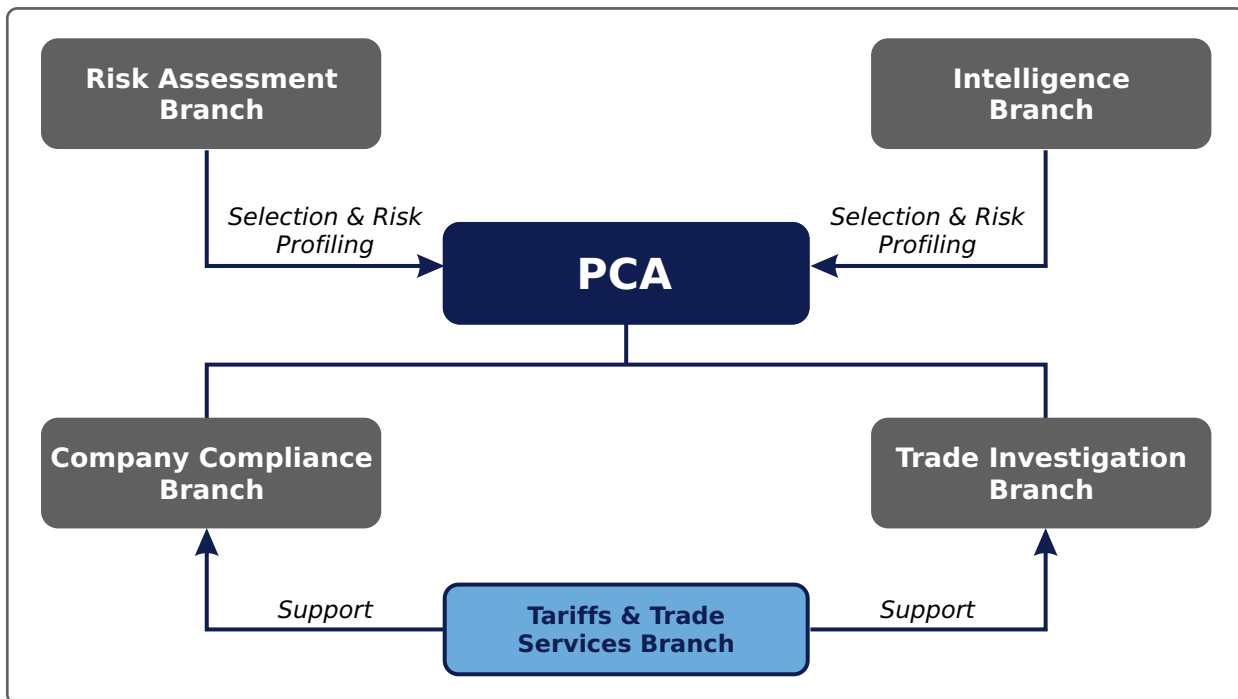 Risk Assessment
Branch
Intelligence
Branch
Selection & Risk
Profiling
Selection & Risk
Profiling
PCA
Company Compliance
Branch
Trade Investigation
Branch
Support
Tariffs & Trade
Services Branch
Support